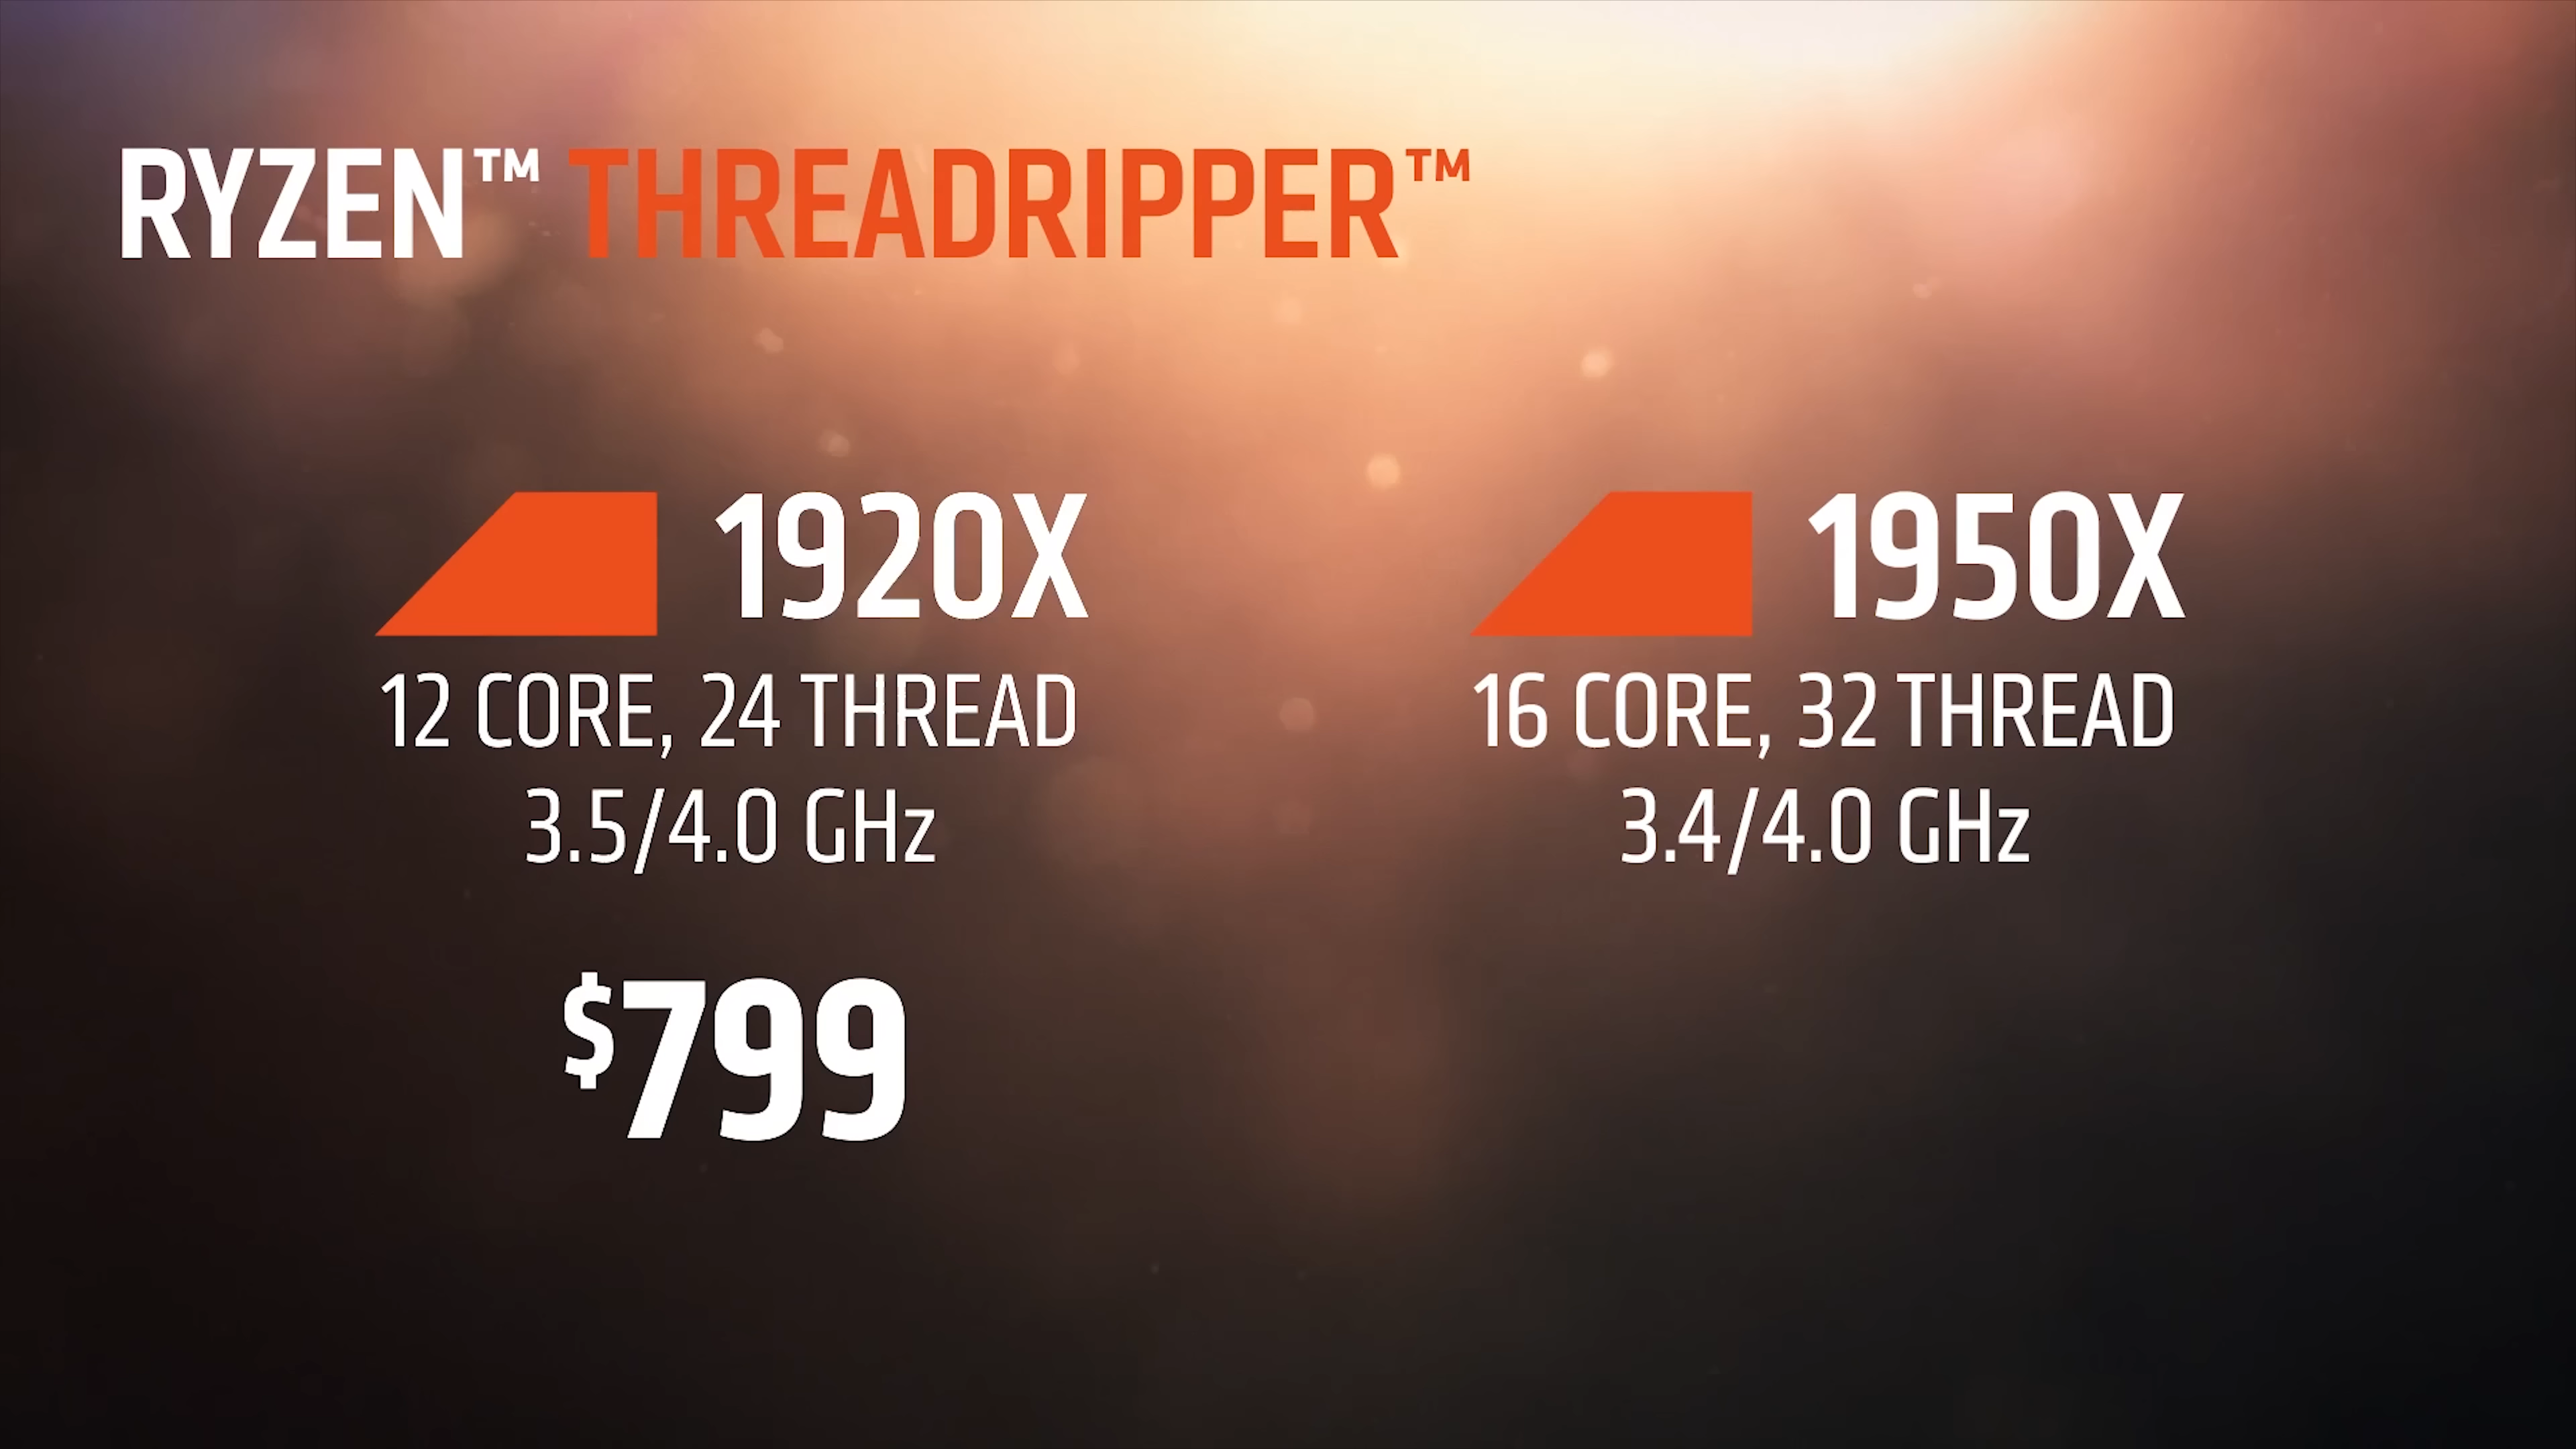 RYZEN™ THREADRIPPER™
1920X
12 CORE, 24 THREAD
3.5/4.0 GHz
$799
1950X
16 CORE, 32 THREAD
3.4/4.0 GHz